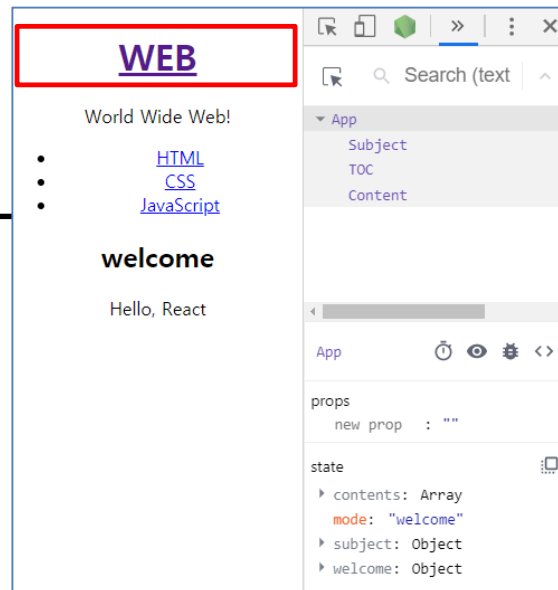 WEB
World Wide Web!
HTML
CSS
JavaScript
welcome
Hello, React
Search (text
App
Subject
TOC
Content
App
props
new prop : ""
state
contents: Array
mode: "welcome"
subject: Object
welcome: Object